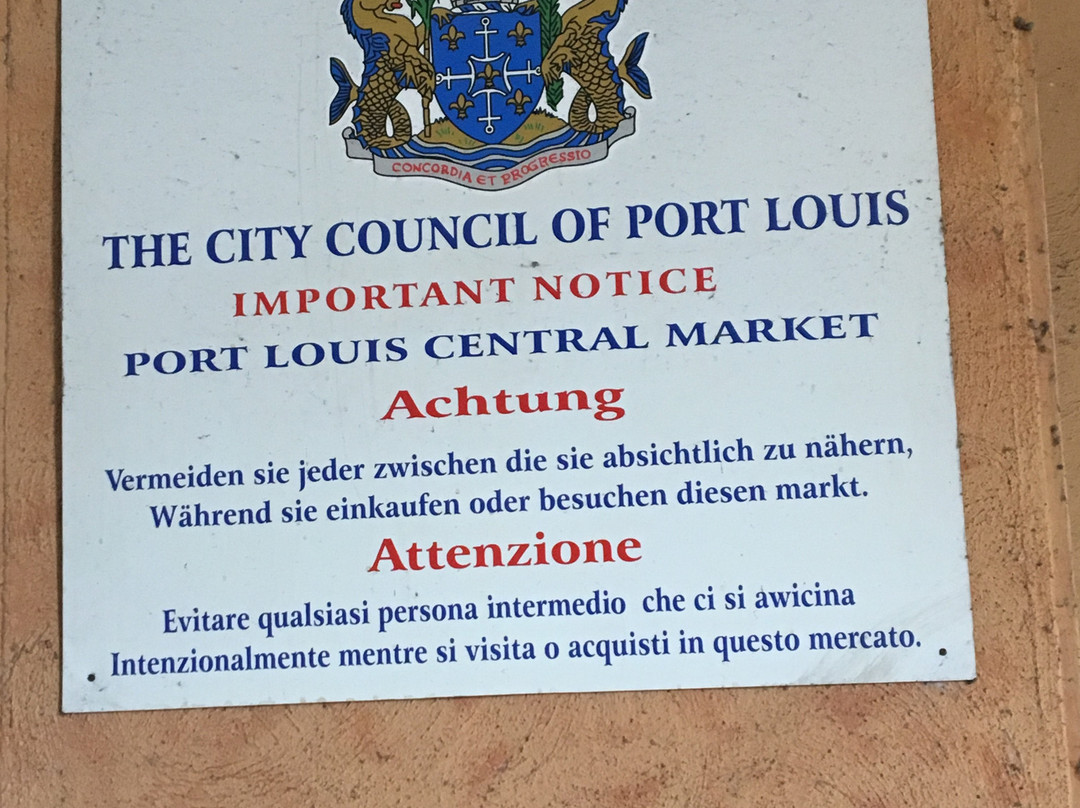 CONCORDIA ET PROGRESSIO
THE CITY COUNCIL OF PORT LOUIS
IMPORTANT NOTICE
PORT LOUIS CENTRAL MARKET
Achtung
Vermeiden sie jeder zwischen die sie absichtlich zu nähern,
Während sie einkaufen oder besuchen diesen markt.
Attenzione
Evitare qualsiasi persona intermedio che ci si awicina
Intenzionalmente mentre si visita o acquisti in questo mercato.